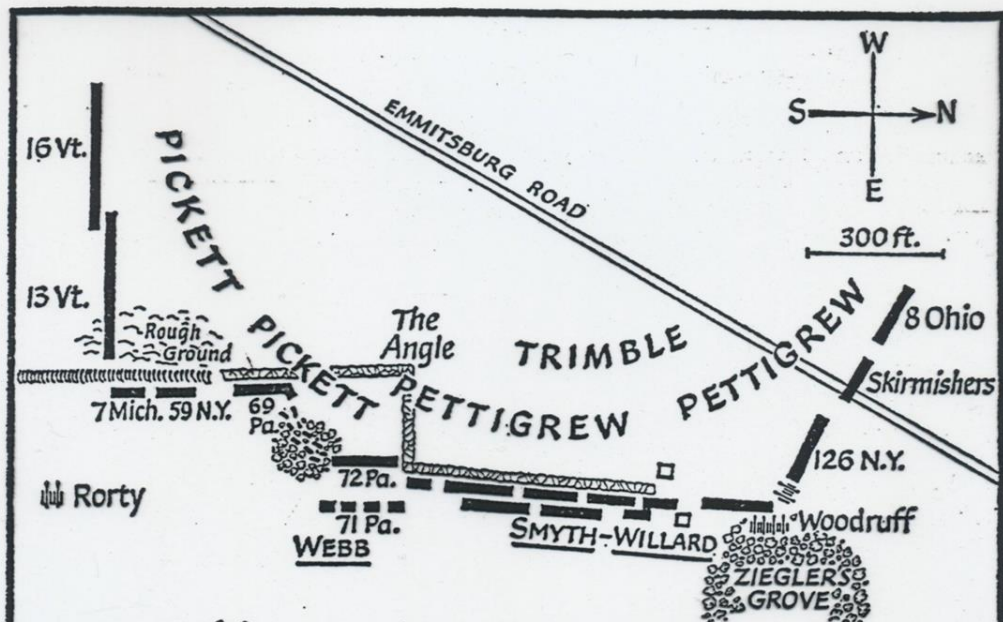 W
S N
E
300 ft.
EMMITSBURG ROAD
16 Vt.
13 Vt.
PICKETT
Rough
Ground
PICKETT
The
Angle
TRIMBLE
PETTIGREW
PETTIGREW
8 Ohio
Skirmishers
126 N.Y.
7 Mich. 59 N.Y.
69
Pa.
72 Pa.
71 Pa.
WEBB
Rorty
SMYTH-WILLARD
Woodruff
ZIEGLERS
GROVE